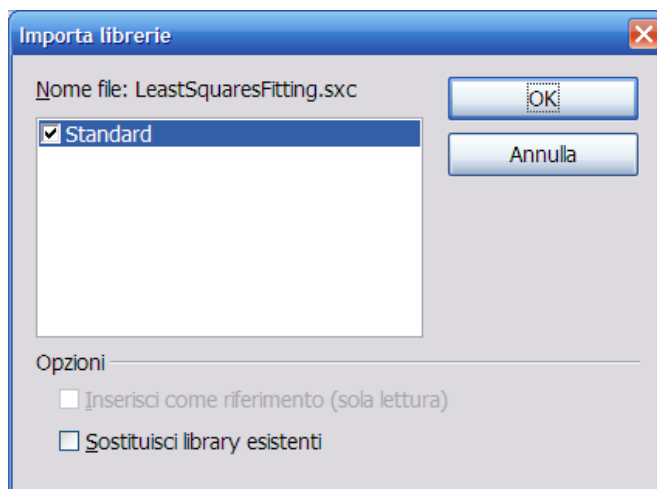 Importa librerie
Nome file: LeastSquaresFitting.sxc
OK
Standard
Annulla
Opzioni
Inserisci come riferimento (sola lettura)
Sostituisci library esistenti